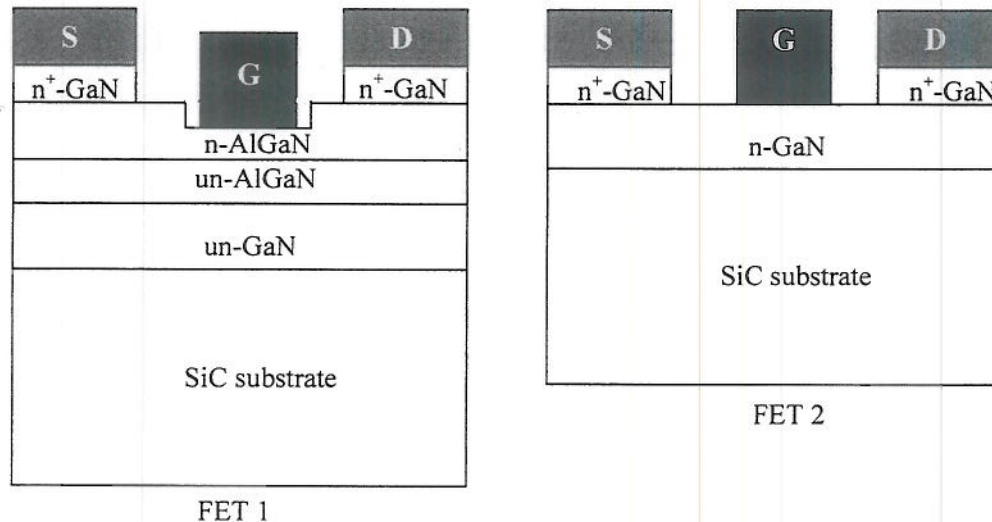 S
G
D
n⁺-GaN
n⁺-GaN
n-AlGaN
un-AlGaN
un-GaN
SiC substrate
FET 1
S
G
D
n⁺-GaN
n⁺-GaN
n-GaN
SiC substrate
FET 2